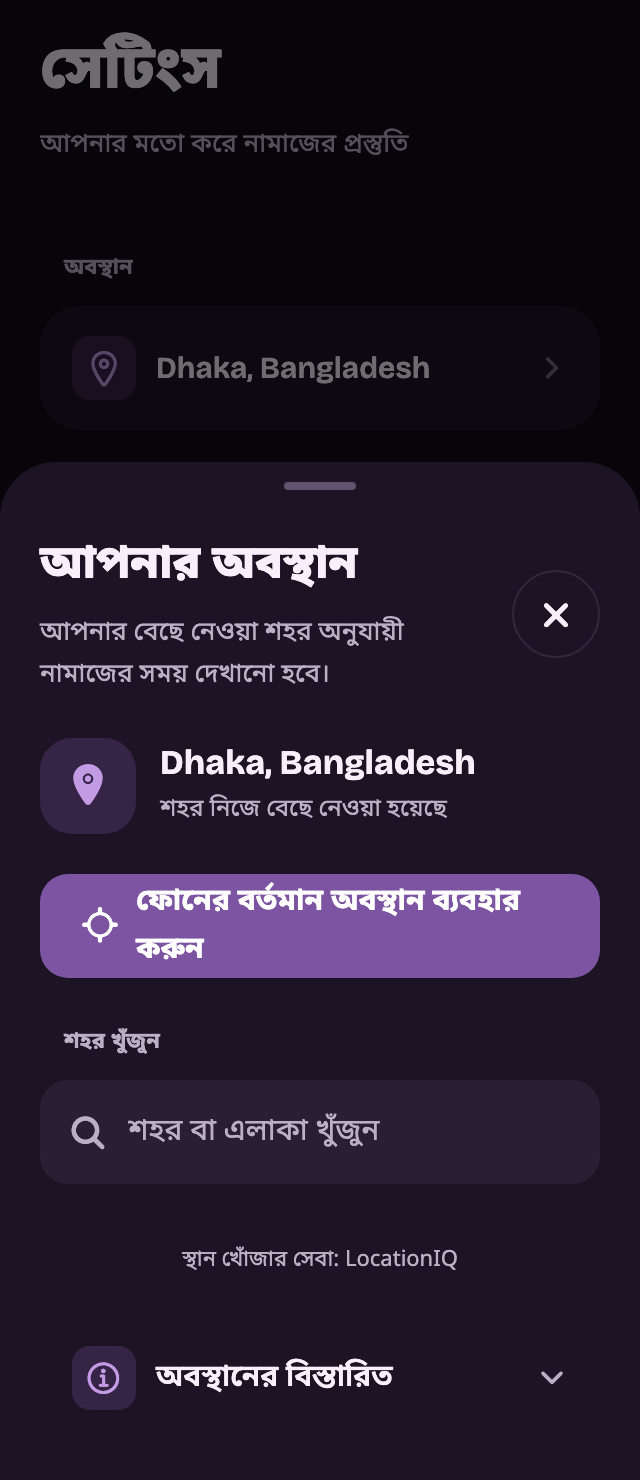 সেটিংস
আপনার মতো করে নামাজের প্রস্তুতি
অবস্থান
Dhaka, Bangladesh
আপনার অবস্থান
আপনার বেছে নেওয়া শহর অনুযায়ী
নামাজের সময় দেখানো হবে।
Dhaka, Bangladesh
শহর নিজে বেছে নেওয়া হয়েছে
ফোনের বর্তমান অবস্থান ব্যবহার
করুন
শহর খুঁজুন
শহর বা এলাকা খুঁজুন
স্থান খোঁজার সেবা: LocationIQ
অবস্থানের বিস্তারিত